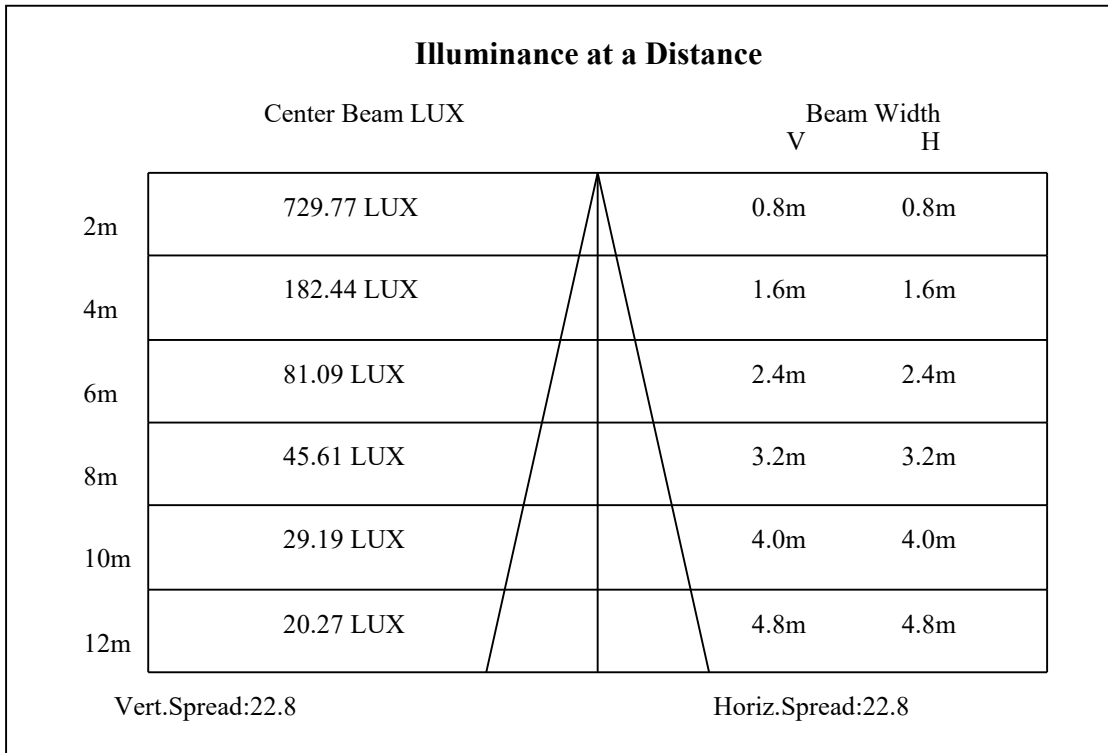 Illuminance at a Distance
Center Beam LUX Beam Width
V H
2m 729.77 LUX 0.8m 0.8m
4m 182.44 LUX 1.6m 1.6m
6m 81.09 LUX 2.4m 2.4m
8m 45.61 LUX 3.2m 3.2m
10m 29.19 LUX 4.0m 4.0m
12m 20.27 LUX 4.8m 4.8m
Vert.Spread:22.8 Horiz.Spread:22.8